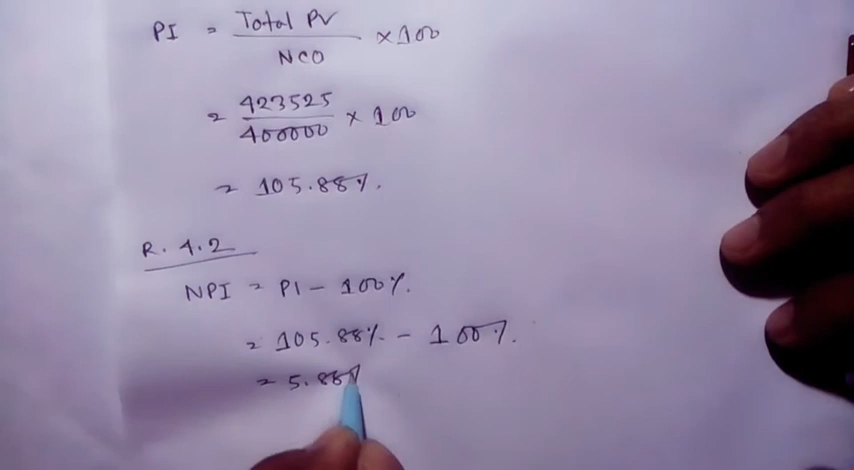 PI = Total PV / NCO × 100
= 423525 / 400000 × 100
= 105.88%.
R. 4.2
NPI = PI - 100%.
= 105.88% - 100%.
= 5.88%